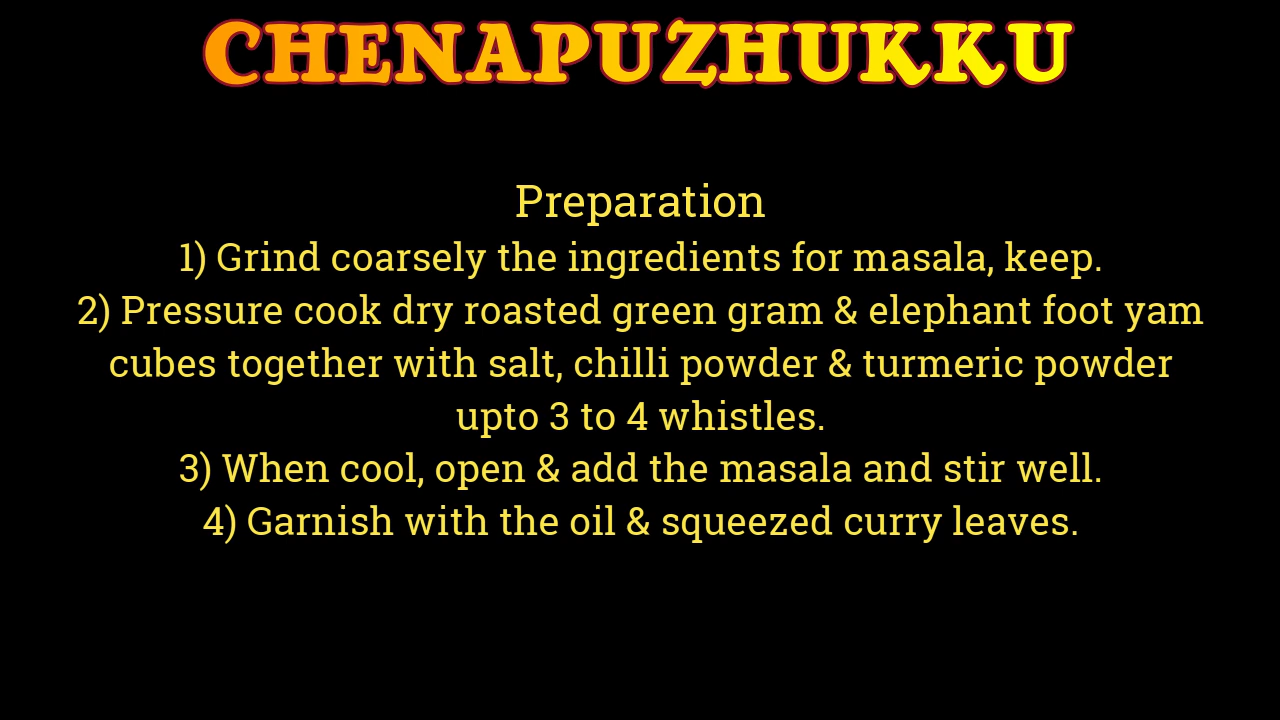 CHENAPUZHUKKU
Preparation
1) Grind coarsely the ingredients for masala, keep.
2) Pressure cook dry roasted green gram & elephant foot yam
cubes together with salt, chilli powder & turmeric powder
upto 3 to 4 whistles.
3) When cool, open & add the masala and stir well.
4) Garnish with the oil & squeezed curry leaves.